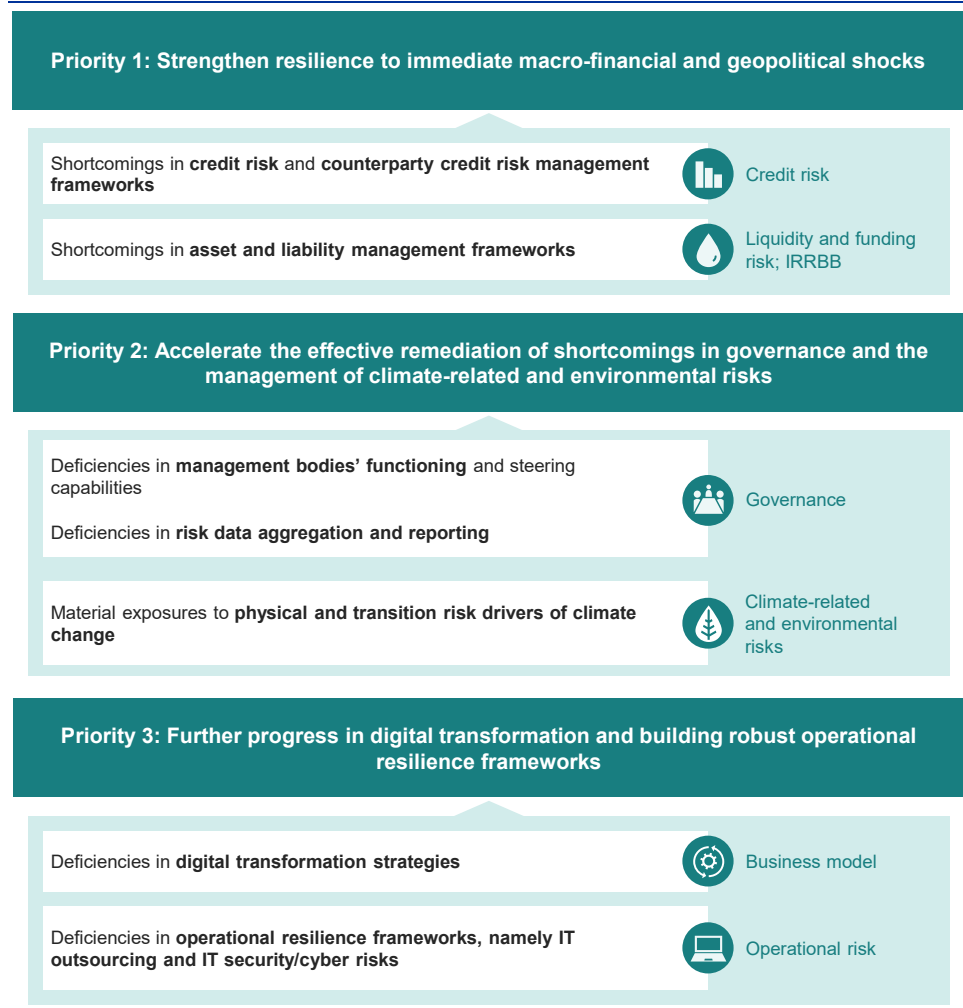 Priority 1: Strengthen resilience to immediate macro-financial and geopolitical shocks
Shortcomings in credit risk and counterparty credit risk management
frameworks
Credit risk
Shortcomings in asset and liability management frameworks
Liquidity and funding
risk; IRRBB
Priority 2: Accelerate the effective remediation of shortcomings in governance and the
management of climate-related and environmental risks
Deficiencies in management bodies’ functioning and steering
capabilities
Deficiencies in risk data aggregation and reporting
Governance
Material exposures to physical and transition risk drivers of climate
change
Climate-related
and environmental
risks
Priority 3: Further progress in digital transformation and building robust operational
resilience frameworks
Deficiencies in digital transformation strategies
Business model
Deficiencies in operational resilience frameworks, namely IT
outsourcing and IT security/cyber risks
Operational risk